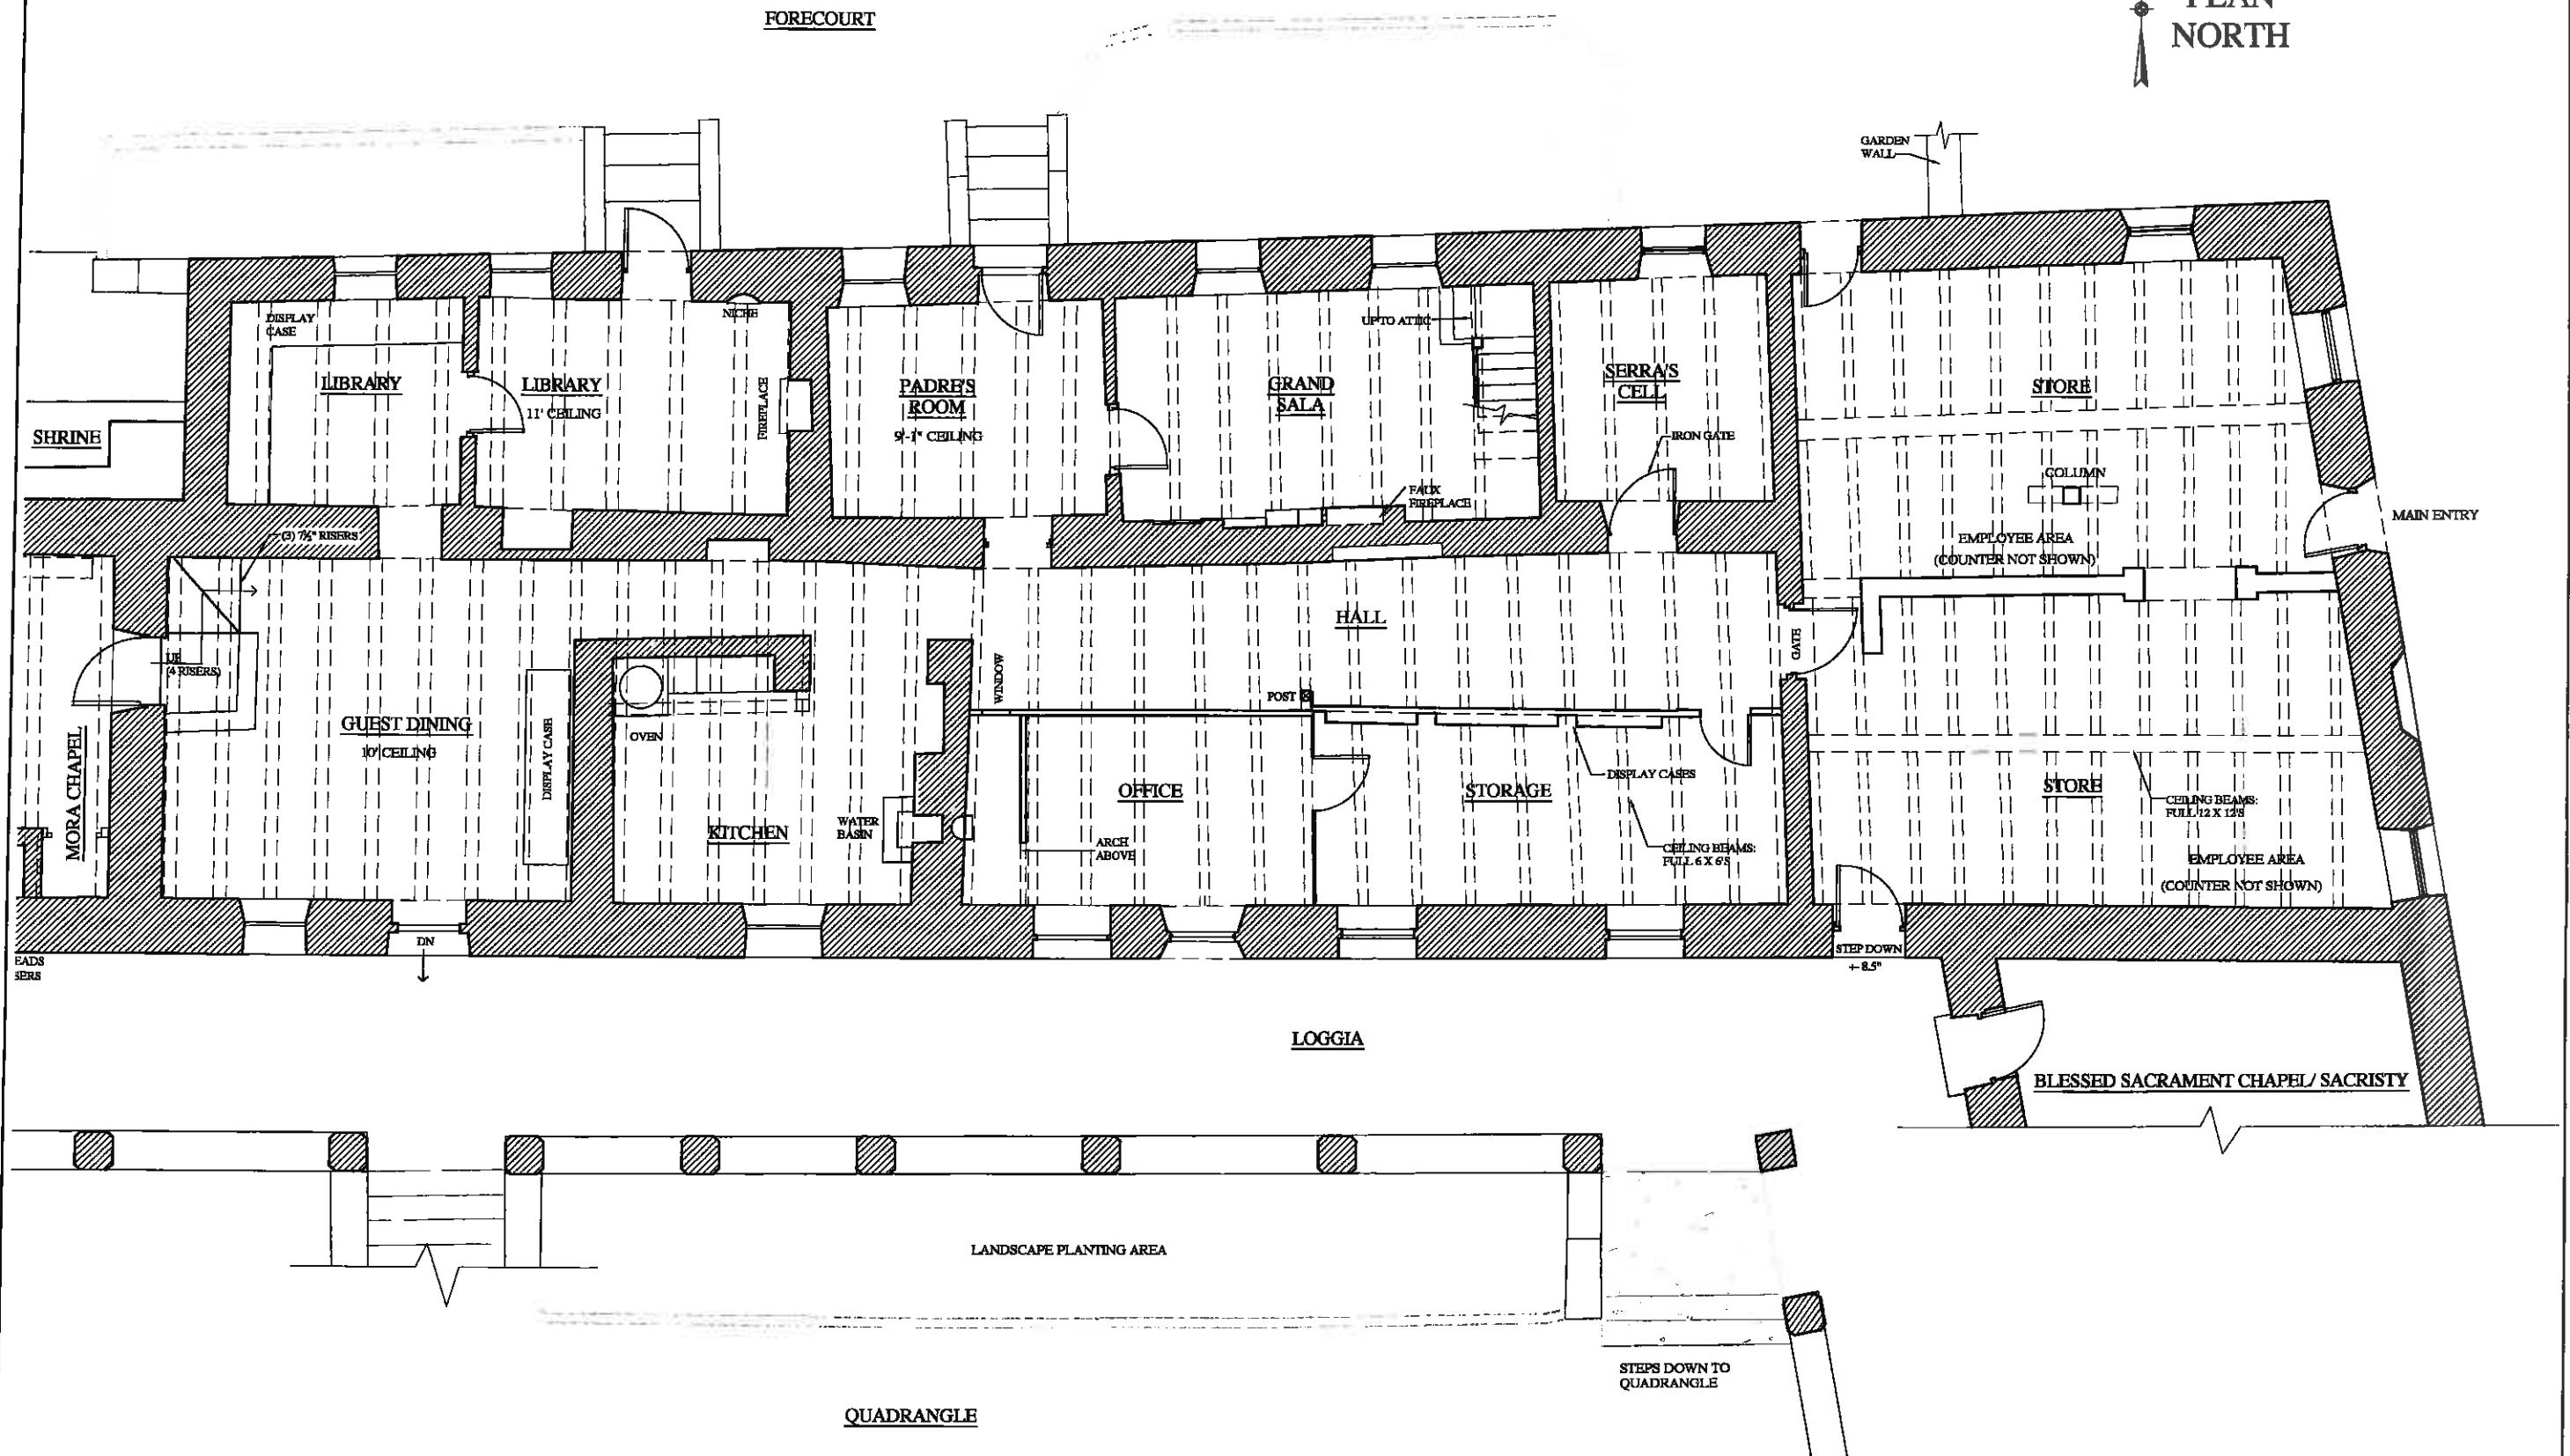 FORECOURT
PLAN
NORTH
GARDEN
WALL
DISPLAY
CASE
NICHE
UP TO ATTIC
LIBRARY
LIBRARY
11' CEILING
FIREPLACE
PADRE'S
ROOM
9'-1" CEILING
GRAND
SALA
SERRA'S
CELL
IRON GATE
STORE
SHRINE
COLUMN
FAUX
FIREPLACE
MAIN ENTRY
(3) 7½" RISERS
EMPLOYEE AREA
(COUNTER NOT SHOWN)
HALL
GATE
UP
(4 RISERS)
WINDOW
POST
GUEST DINING
10' CEILING
DISPLAY CASE
OVEN
MORA CHAPEL
DISPLAY CASES
OFFICE
STORAGE
STORE
CEILING BEAMS:
FULL 12 X 12'S
WATER
BASIN
KITCHEN
ARCH
ABOVE
CEILING BEAMS:
FULL 6 X 6'S
EMPLOYEE AREA
(COUNTER NOT SHOWN)
DN
STEP DOWN
+- 8.5"
EADS
SERS
LOGGIA
BLESSED SACRAMENT CHAPEL/ SACRISTY
LANDSCAPE PLANTING AREA
STEPS DOWN TO
QUADRANGLE
QUADRANGLE